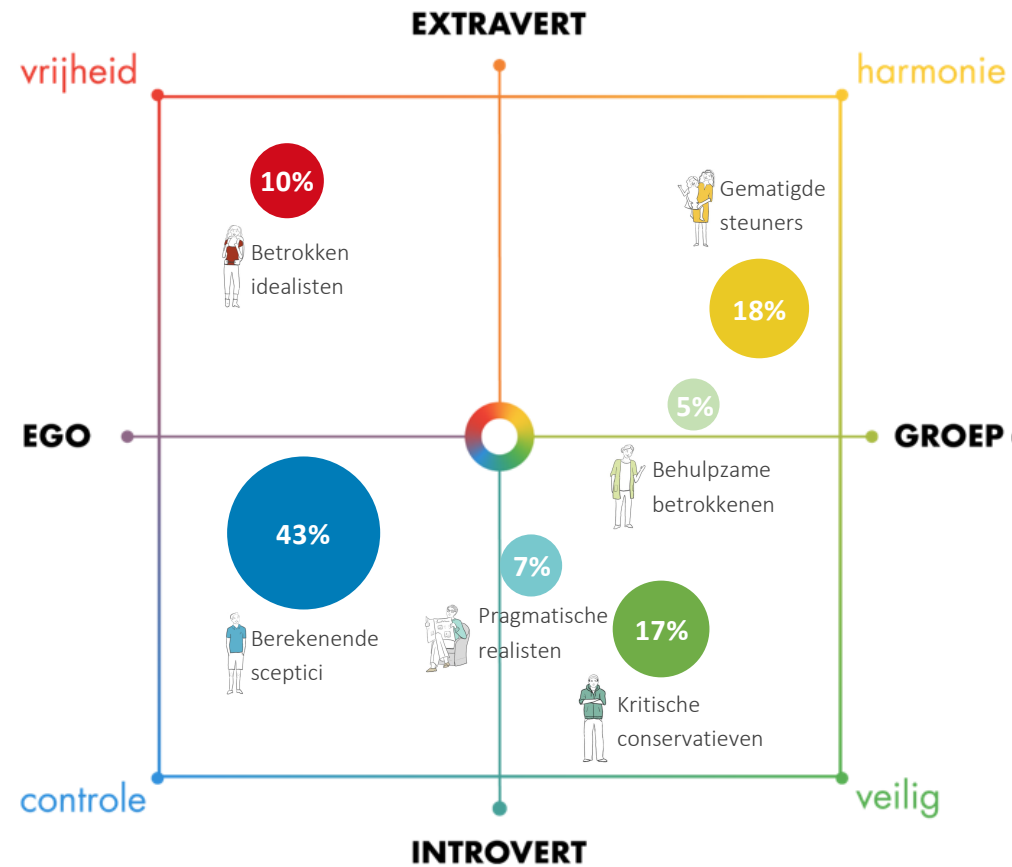 EXTRAVERT
vrijheid
harmonie
10%
Betrokken
idealisten
Gematigde
steuners
18%
5%
EGO
GROEP
Behulpzame
betrokkenen
43%
7%
Berekenende
sceptici
Pragmatische
realisten
17%
Kritische
conservatieven
controle
veilig
INTROVERT